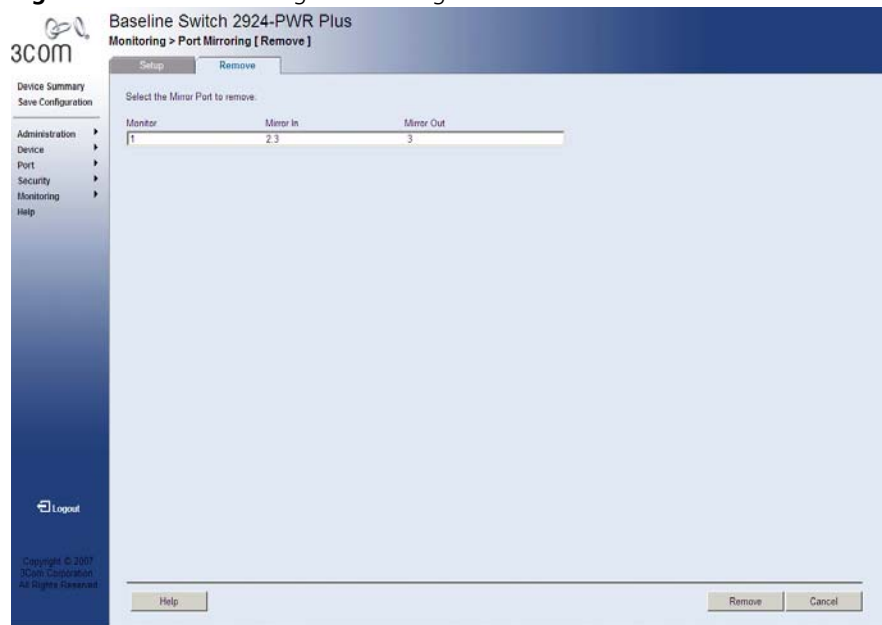 3COM
Baseline Switch 2924-PWR Plus
Monitoring > Port Mirroring [ Remove ]
Setup Remove
Device Summary
Save Configuration
Administration
Device
Port
Security
Monitoring
Help
Select the Mirror Port to remove.
Monitor Mirror In Mirror Out
1 2.3 3
Logout
Copyright © 2007
3Com Corporation
All Rights Reserved
Help Remove Cancel